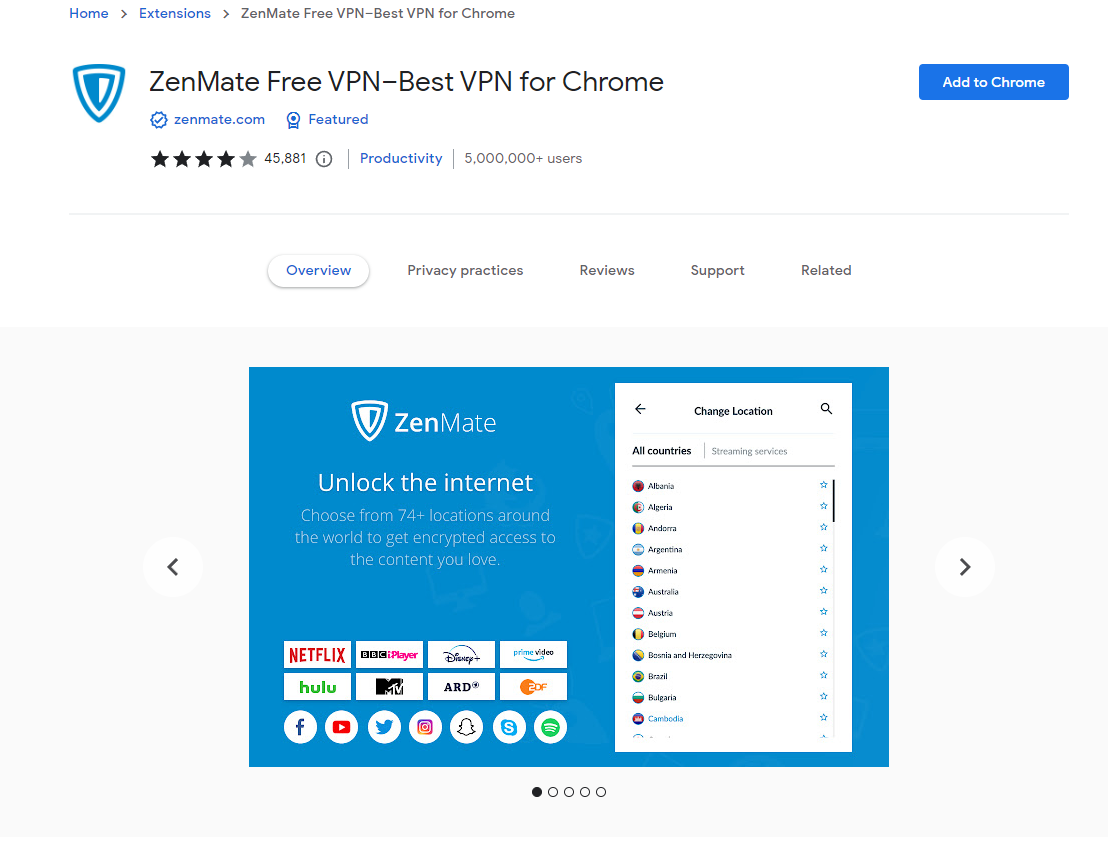 Home > Extensions > ZenMate Free VPN–Best VPN for Chrome
ZenMate Free VPN–Best VPN for Chrome
Add to Chrome
zenmate.com Featured
45,881 Productivity 5,000,000+ users
Overview Privacy practices Reviews Support Related
ZenMate
Unlock the internet
Choose from 74+ locations around
the world to get encrypted access to
the content you love.
NETFLIX BBC iPlayer Disney+ prime video
hulu MTV ARD ZDF
Change Location
All countries Streaming services
Albania
Algeria
Andorra
Argentina
Armenia
Australia
Austria
Belgium
Bosnia and Herzegovina
Brazil
Bulgaria
Cambodia